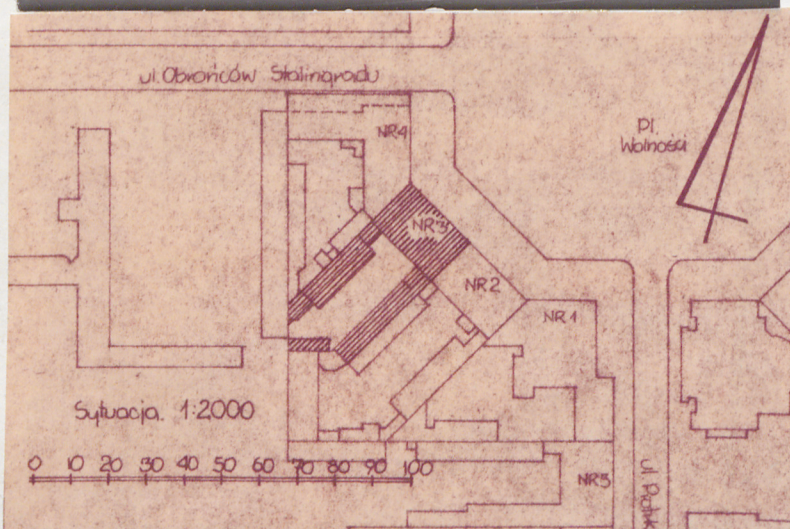 ul. Obrońców Stalingradu
Pl.
Wolności
NR4
NR3
NR2
NR1
Sytuacja. 1:2000
0 10 20 30 40 50 60 70 80 90 100
NR5
ul.